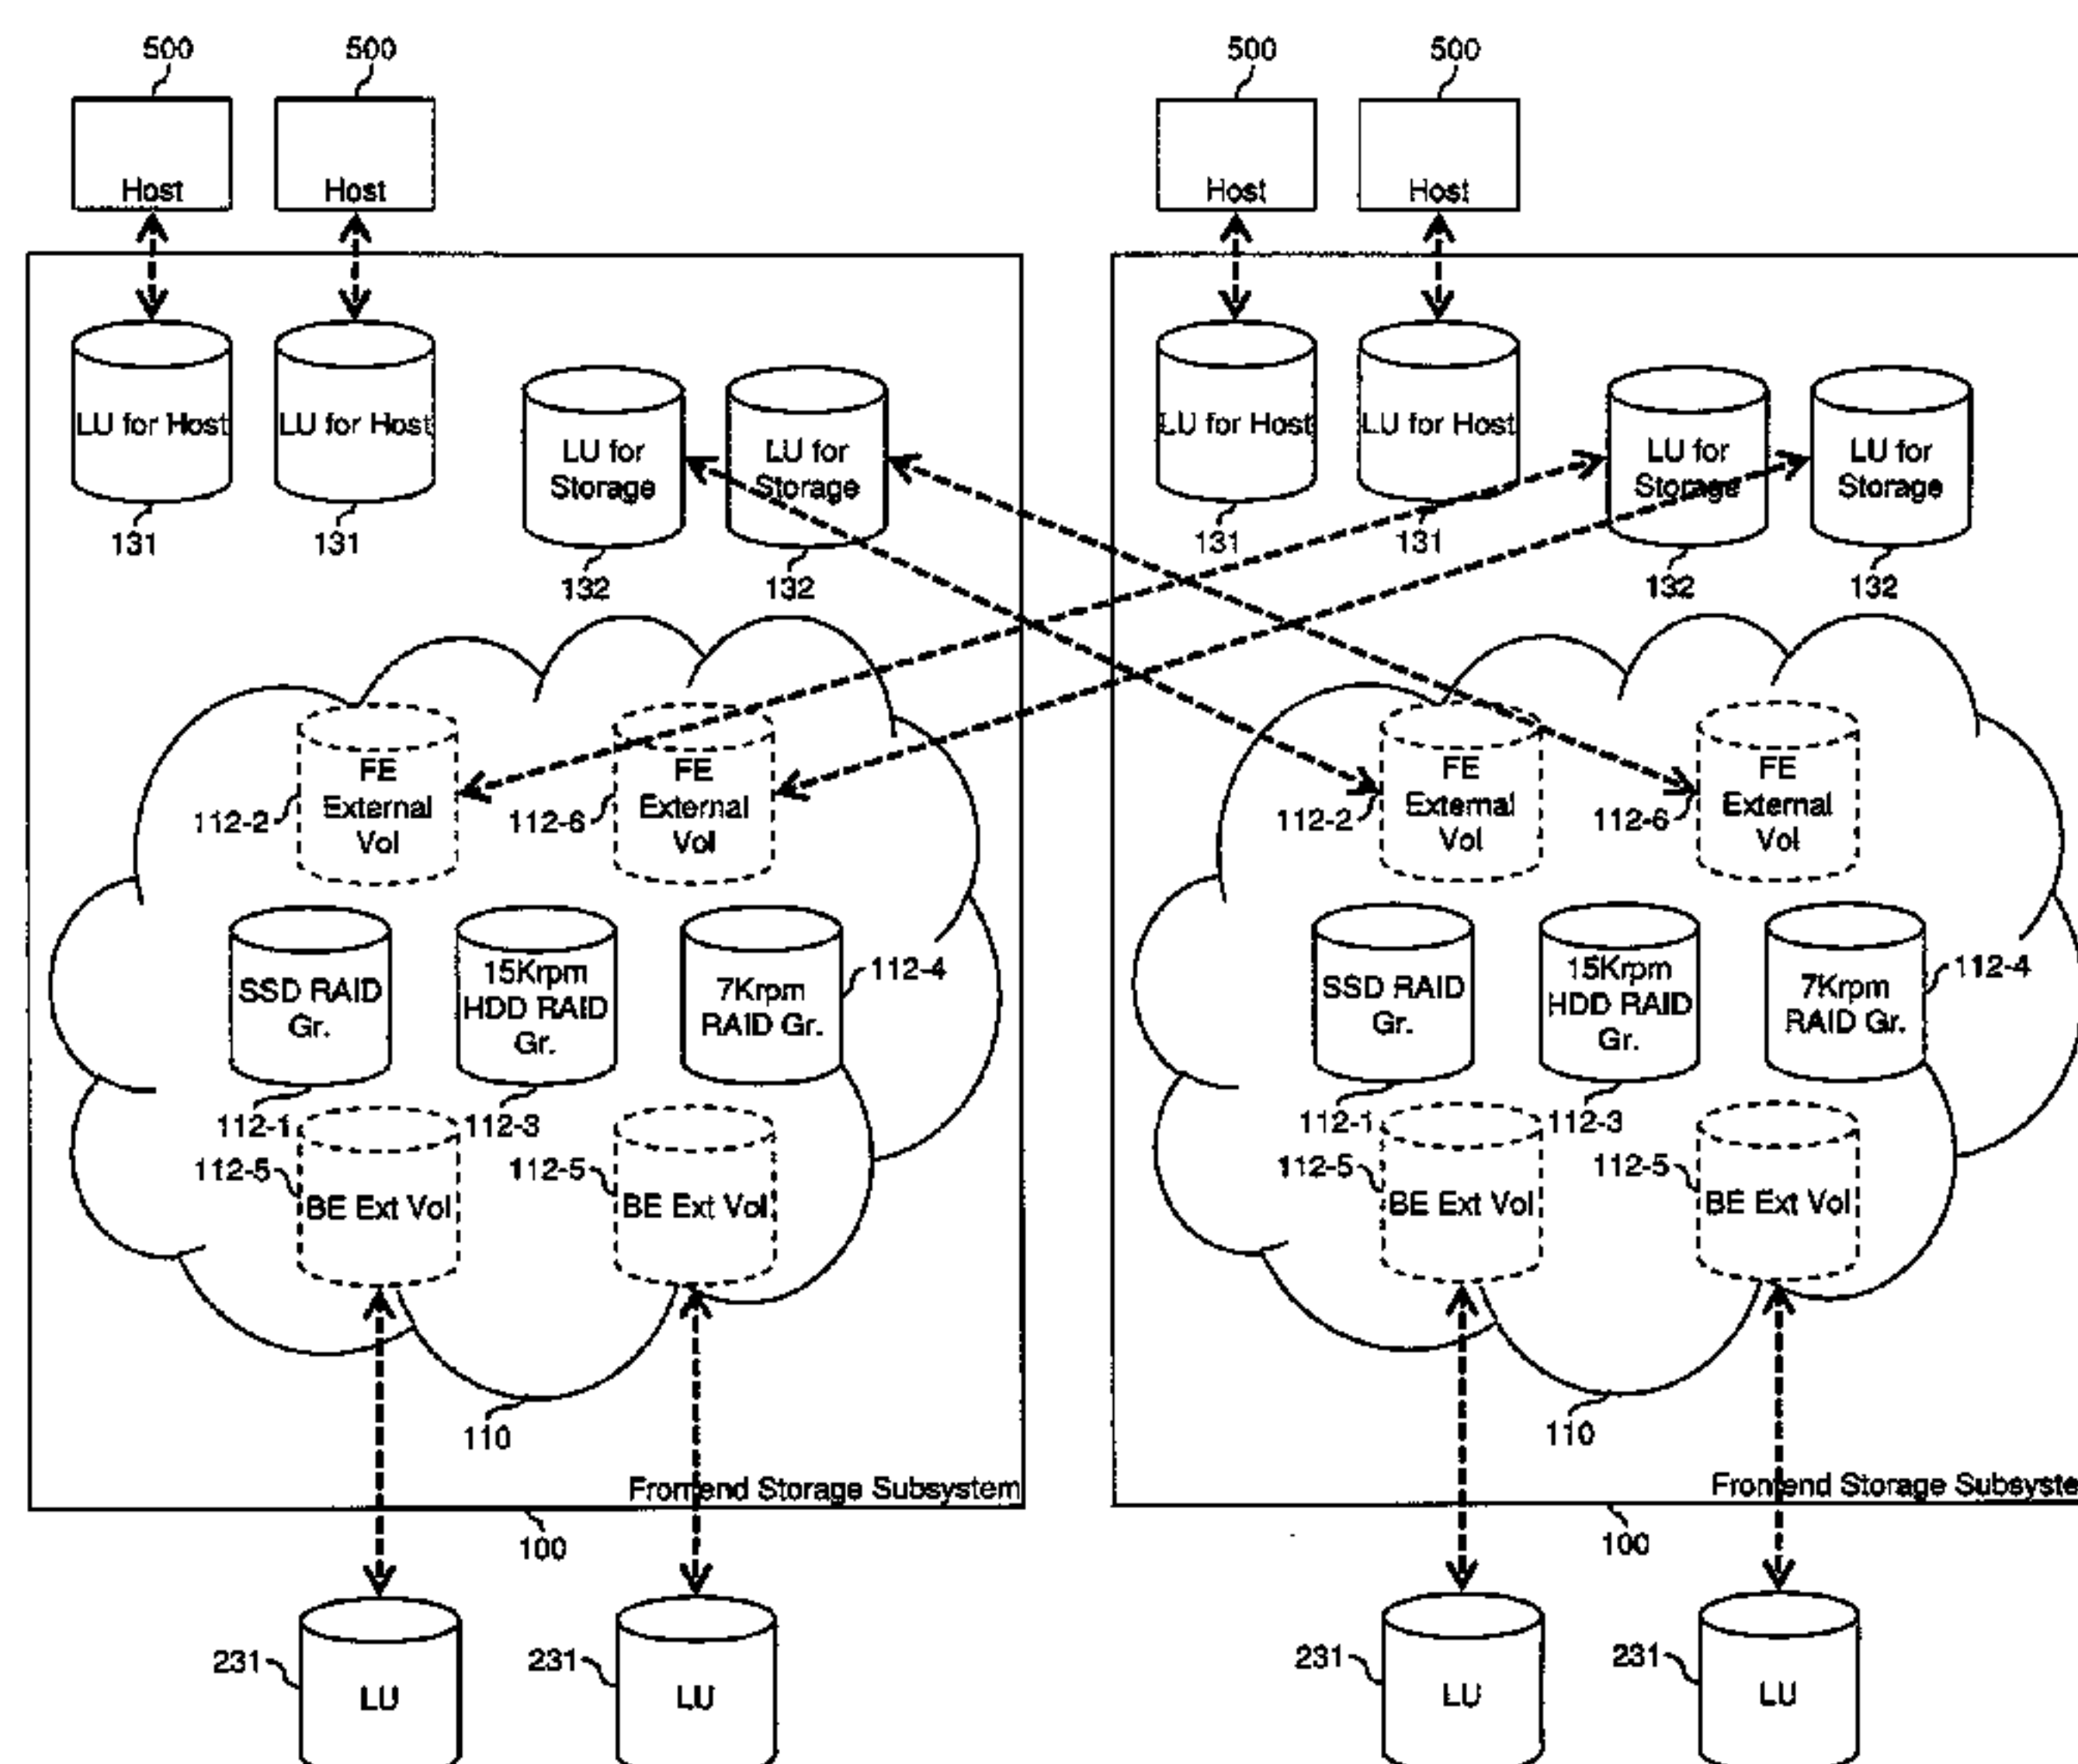 500 500 500 500
Host Host Host Host
LU for Host LU for Host LU for Host LU for Host
LU for Storage LU for Storage LU for Storage LU for Storage
131 131 131 131
132 132 132 132
FE External Vol FE External Vol FE External Vol FE External Vol
112-2 112-6 112-2 112-6
SSD RAID Gr. 15Krpm HDD RAID Gr. 7Krpm RAID Gr. 112-4 SSD RAID Gr. 15Krpm HDD RAID Gr. 7Krpm RAID Gr. 112-4
112-1 112-3 112-1 112-3
112-5 112-5 112-5 112-5
BE Ext Vol BE Ext Vol BE Ext Vol BE Ext Vol
110 110
Frontend Storage Subsystem Frontend Storage Subsyste
100 100
231 231 231 231
LU LU LU LU